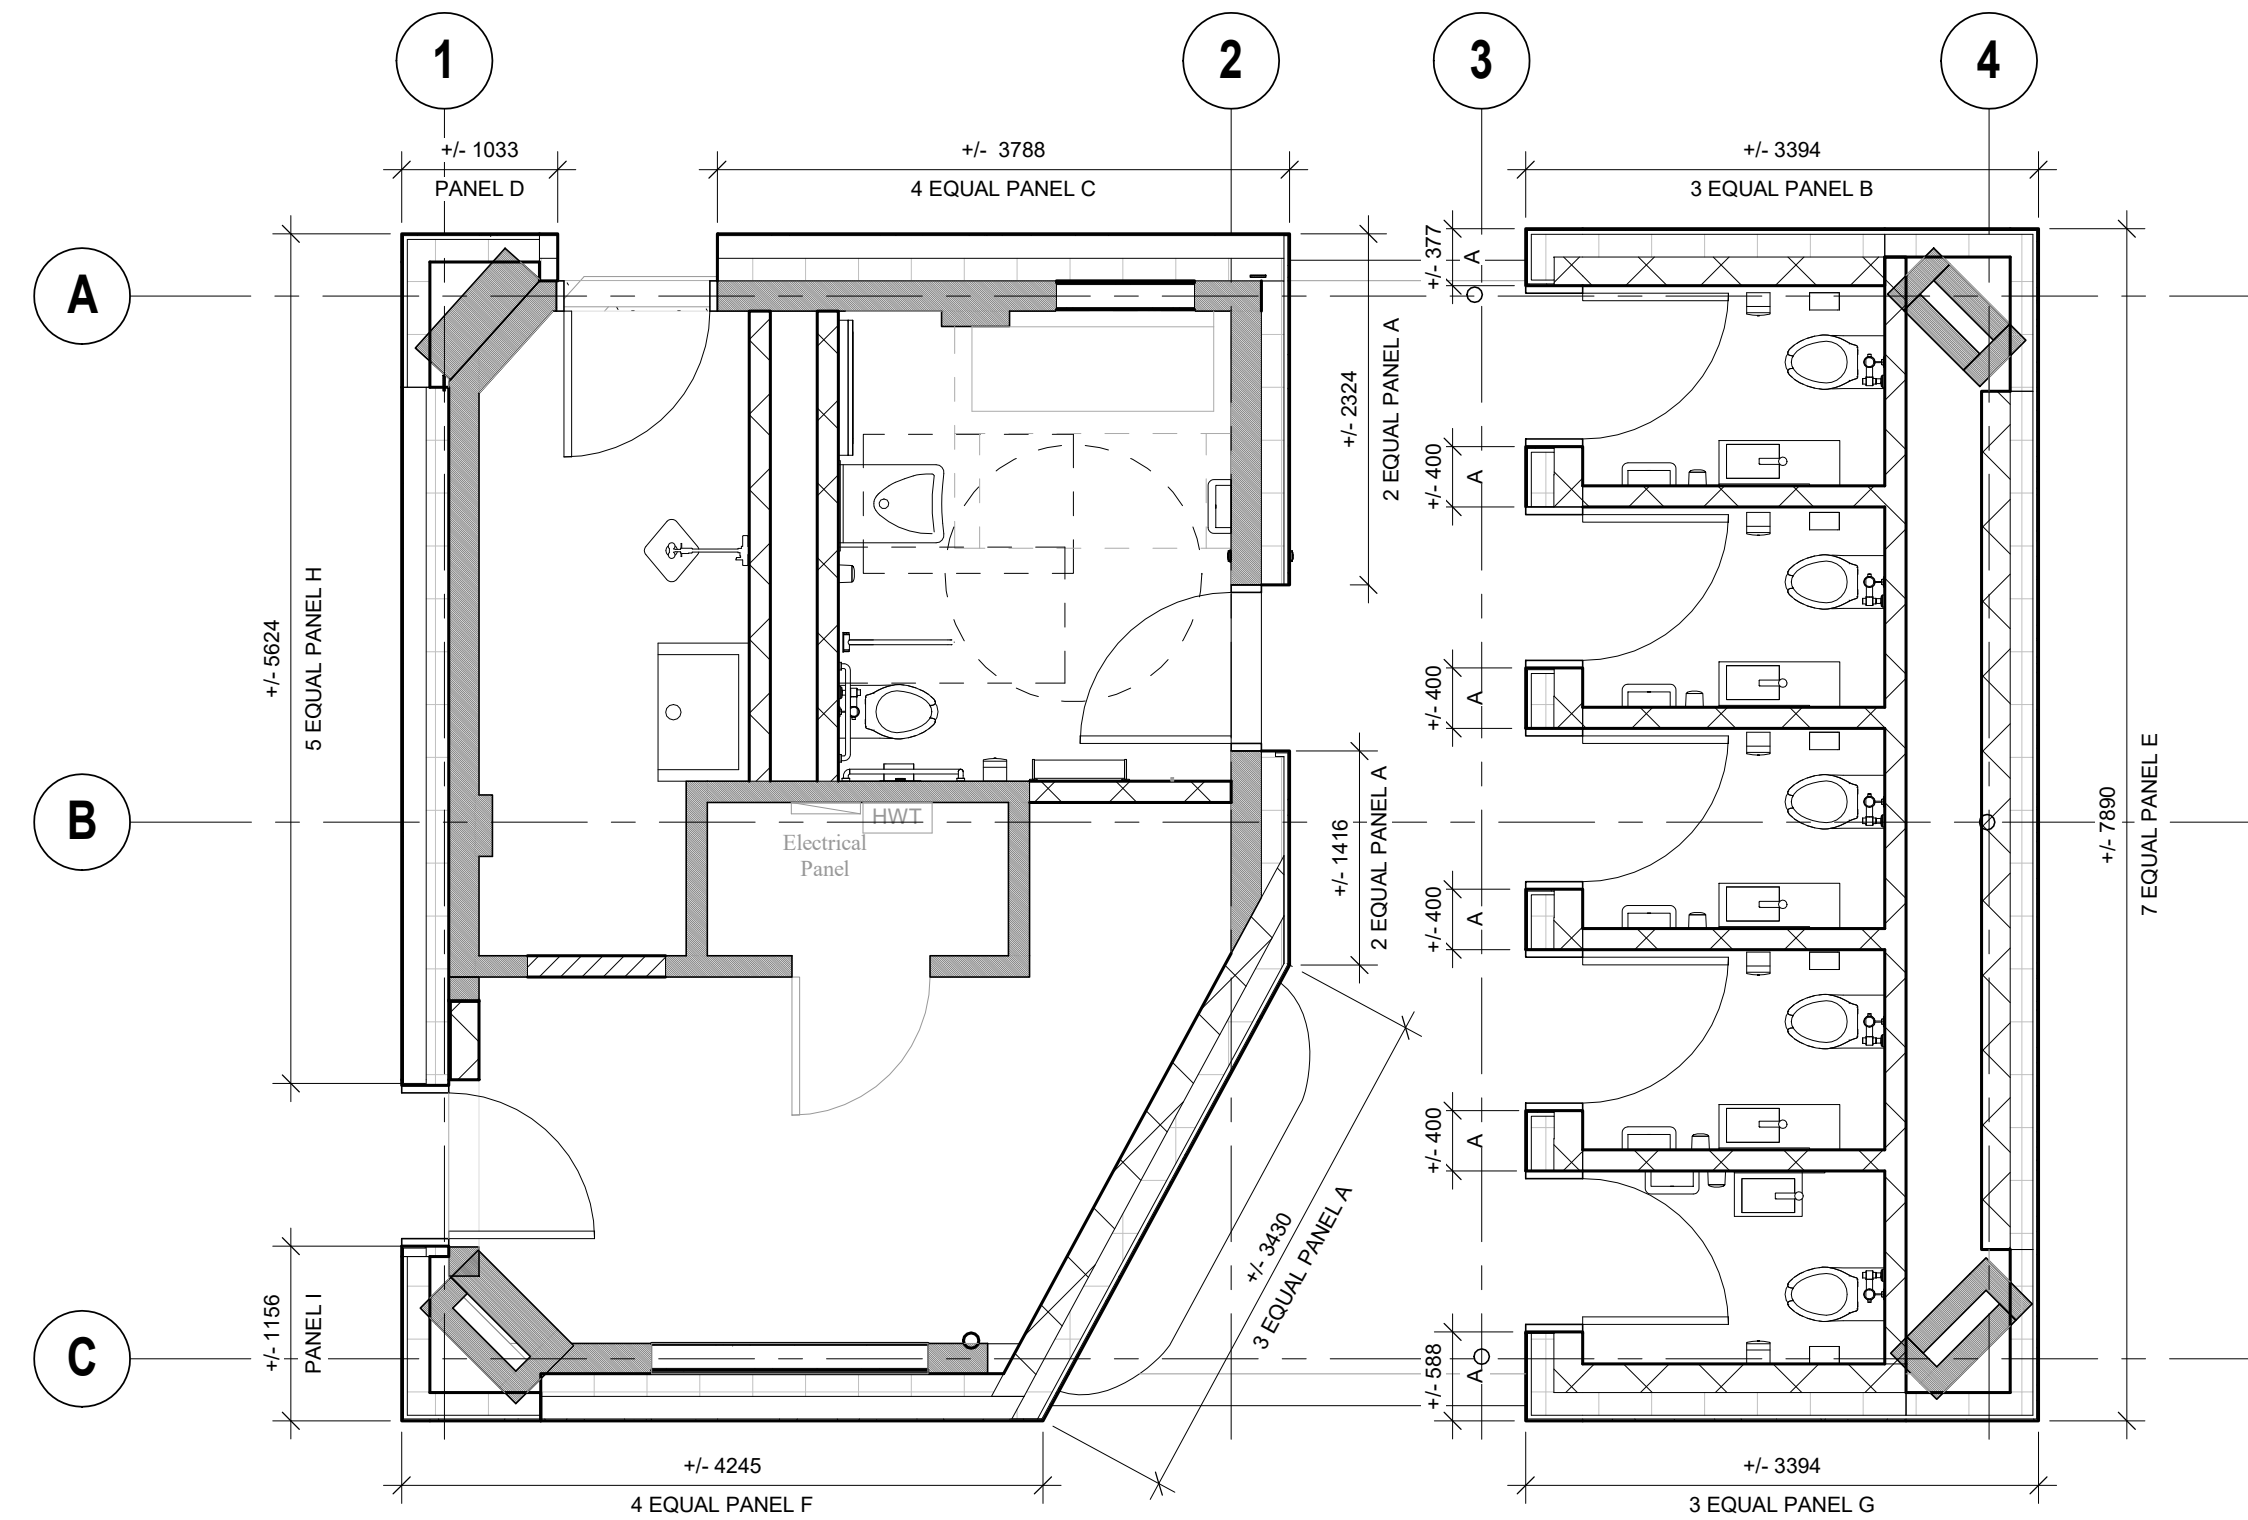 1
2
3
4
+/- 1033
PANEL D
+/- 3788
4 EQUAL PANEL C
+/- 3394
3 EQUAL PANEL B
A
B
C
+/- 5624
5 EQUAL PANEL H
+/- 1156
PANEL I
HWT
Electrical
Panel
+/- 2324
2 EQUAL PANEL A
+/- 1416
2 EQUAL PANEL A
+/- 3430
3 EQUAL PANEL A
+/- 377
A
+/- 400
A
+/- 400
A
+/- 400
A
+/- 400
A
+/- 588
A
+/- 7890
7 EQUAL PANEL E
+/- 4245
4 EQUAL PANEL F
+/- 3394
3 EQUAL PANEL G